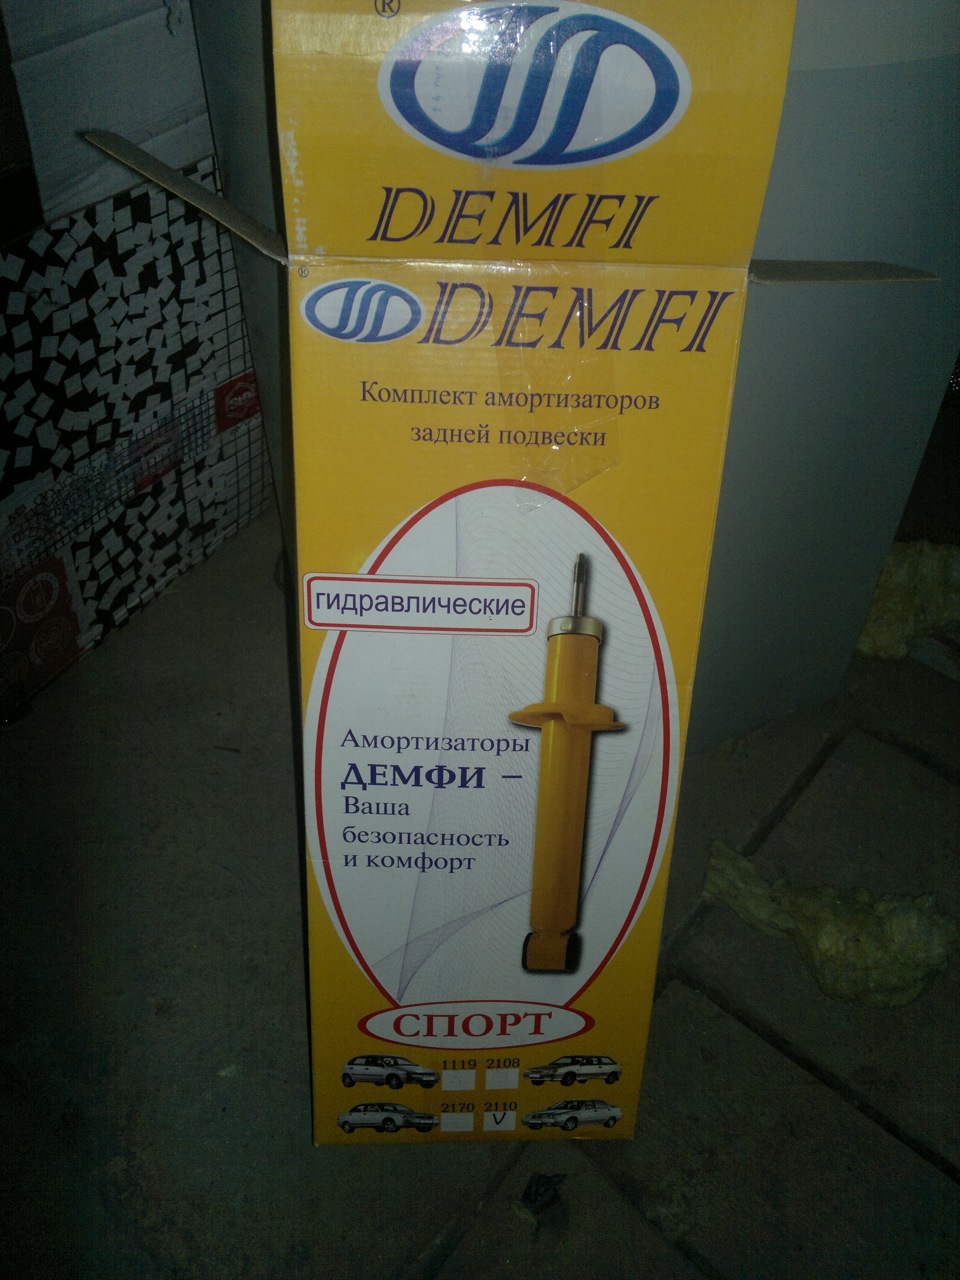 ®
DEMFI
®
DEMFI
Комплект амортизаторов
задней подвески
гидравлические
Амортизаторы
ДЕМФИ –
Ваша
безопасность
и комфорт
СПОРТ
1119 2108
2170 2110